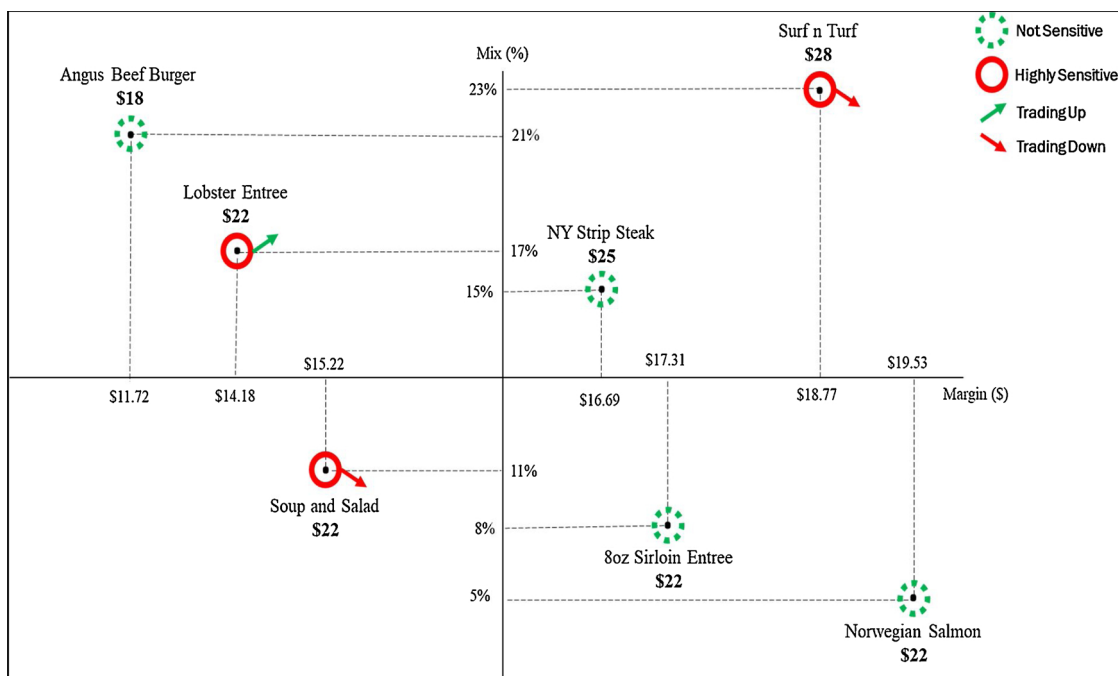 Surf n Turf
$28
Mix (%)
Not Sensitive
Highly Sensitive
Trading Up
Trading Down
Angus Beef Burger
$18
23%
21%
Lobster Entree
$22
17%
NY Strip Steak
$25
15%
$15.22
$17.31
$19.53
$11.72
$14.18
$16.69
$18.77
Margin ($)
11%
Soup and Salad
$22
8%
8oz Sirloin Entree
$22
5%
Norwegian Salmon
$22